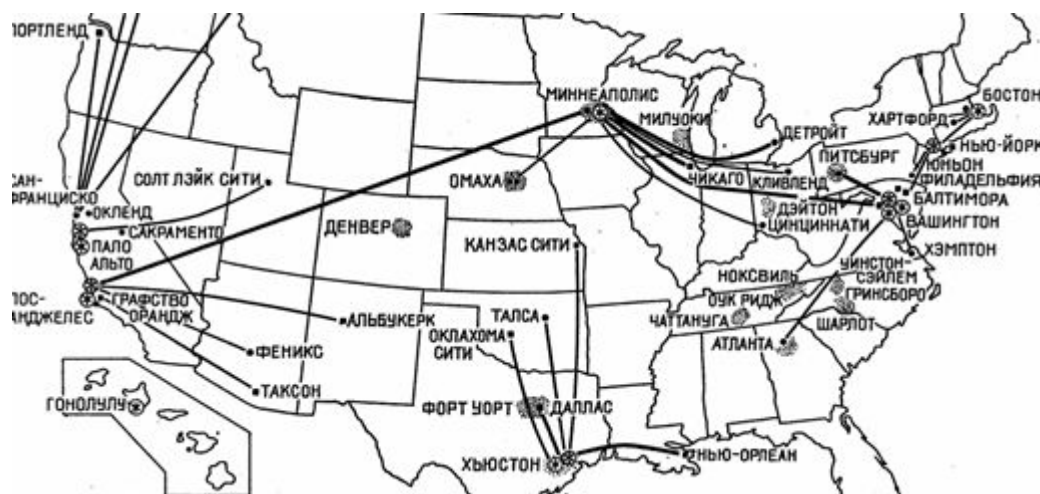 ПОРТЛЕНД
МИННЕАПОЛИС
БОСТОН
МИЛУОКИ
ХАРТФОРД
ДЕТРОЙТ
НЬЮ-ЙОРК
ПИТСБУРГ
ЮНЬОН
САН-
ФРАНЦИСКО
СОЛТ ЛЭЙК СИТИ
ОМАХА
ЧИКАГО
КЛИВЛЕНД
ФИЛАДЕЛЬФИЯ
БАЛТИМОРА
ОКЛЕНД
ДЭЙТОН
ВАШИНГТОН
САКРАМЕНТО
ДЕНВЕР
ЦИНЦИННАТИ
ПАЛО
АЛЬТО
КАНЗАС СИТИ
ХЭМПТОН
НОКСВИЛЬ
УИНСТОН-
СЭЙЛЕМ
ЛОС-
АНДЖЕЛЕС
ГРАФСТВО
ОРАНДЖ
ОУК РИДЖ
ГРИНСБОРО
АЛЬБУКЕРК
ТАЛСА
ЧАТТАНУГА
ШАРЛОТ
ОКЛАХОМА
СИТИ
АТЛАНТА
ФЕНИКС
ТАКСОН
ГОНОЛУЛУ
ФОРТ УОРТ
ДАЛЛАС
ХЬЮСТОН
НЬЮ-ОРЛЕАН